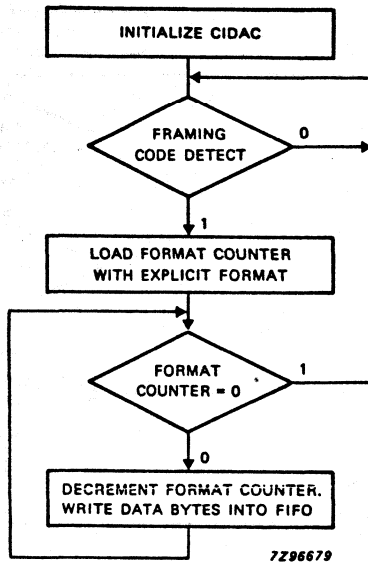 INITIALIZE CIDAC
FRAMING
CODE DETECT
0
1
LOAD FORMAT COUNTER
WITH EXPLICIT FORMAT
FORMAT
COUNTER = 0
1
0
DECREMENT FORMAT COUNTER.
WRITE DATA BYTES INTO FIFO
7Z96679